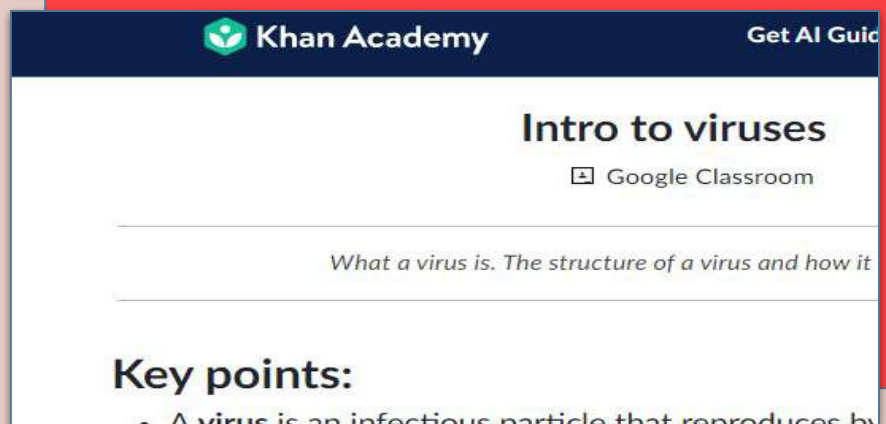 Khan Academy
Get AI Guid
Intro to viruses
Google Classroom
What a virus is. The structure of a virus and how it
Key points:
• A virus is an infectious particle that reproduces by